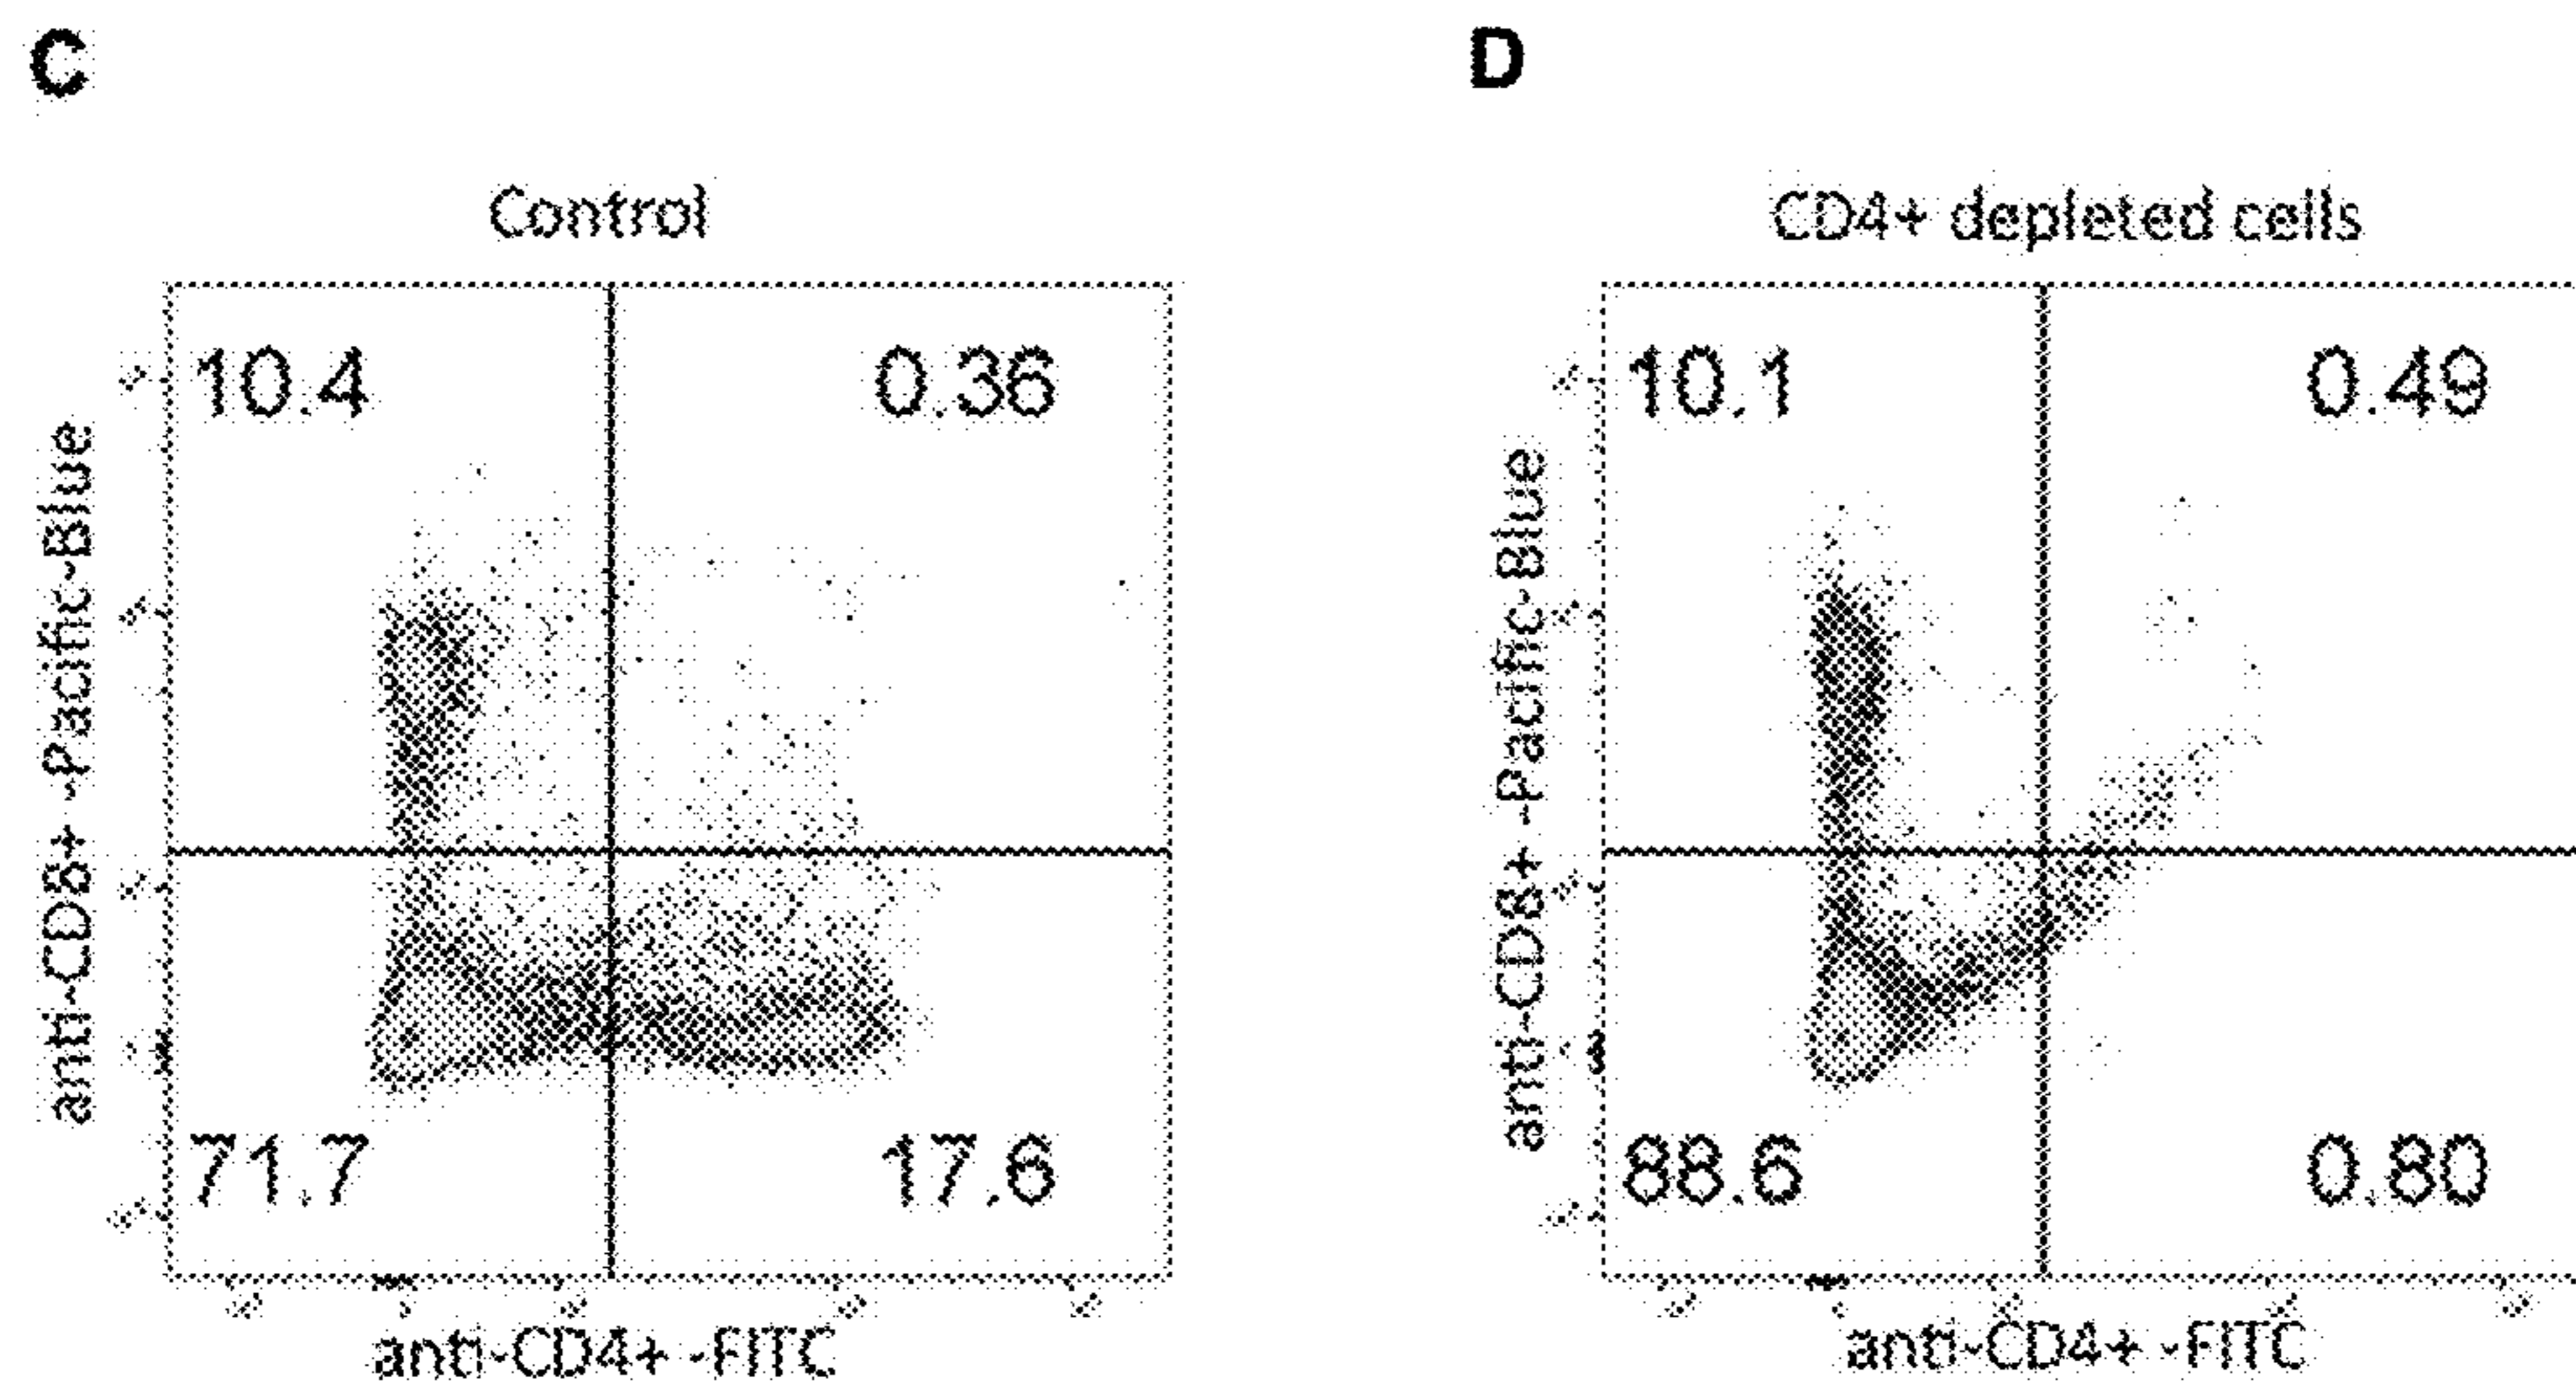 C
Control
10.4
0.36
71.7
17.6
anti-CD8+ -Pacific-Blue
anti-CD4+ -FITC
D
CD4+ depleted cells
10.1
0.49
88.6
0.80
anti-CD8+ -Pacific-Blue
anti-CD4+ -FITC